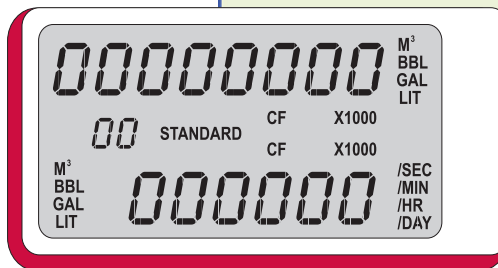 00000000 M³
BBL
GAL
LIT
00 STANDARD CF X1000
CF X1000
M³
BBL
GAL
LIT
000000
/SEC
/MIN
/HR
/DAY